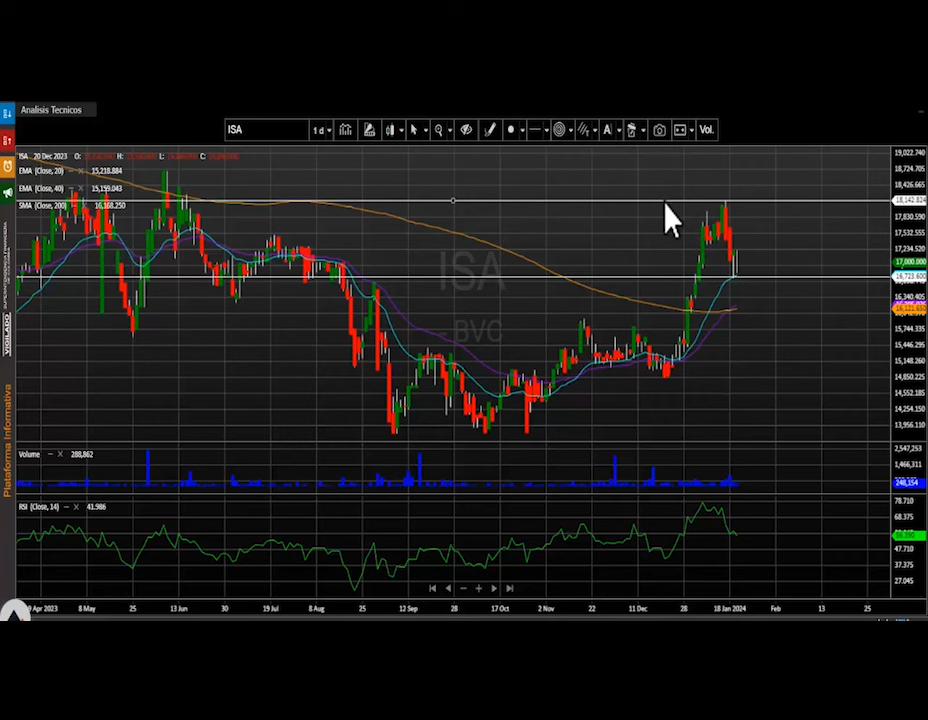 Analisis Tecnicos
ISA 1 d Vol.
ISA 20 Dec 2023 O: H: L: C:
EMA (Close, 20) 15,218.884
EMA (Close, 40) 15,159.043
SMA (Close, 200) 16,168.250
ISA
BVC
19,022.740
18,724.705
18,426.665
18,142.824
17,830.590
17,532.555
17,234.520
17,000.000
16,723.600
16,340.405
15,744.335
15,446.295
15,148.260
14,850.225
14,552.185
14,254.150
13,956.110
Volume 288,862
2,547,253
1,466,311
248,154
RSI (Close, 14) 41.986
78.710
68.375
47.710
37.375
27.045
Apr 2023 8 May 25 13 Jun 30 19 Jul 8 Aug 25 12 Sep 28 17 Oct 2 Nov 22 11 Dec 28 18 Jan 2024 Feb 13 25
VIGILADO
Plataforma Informativa